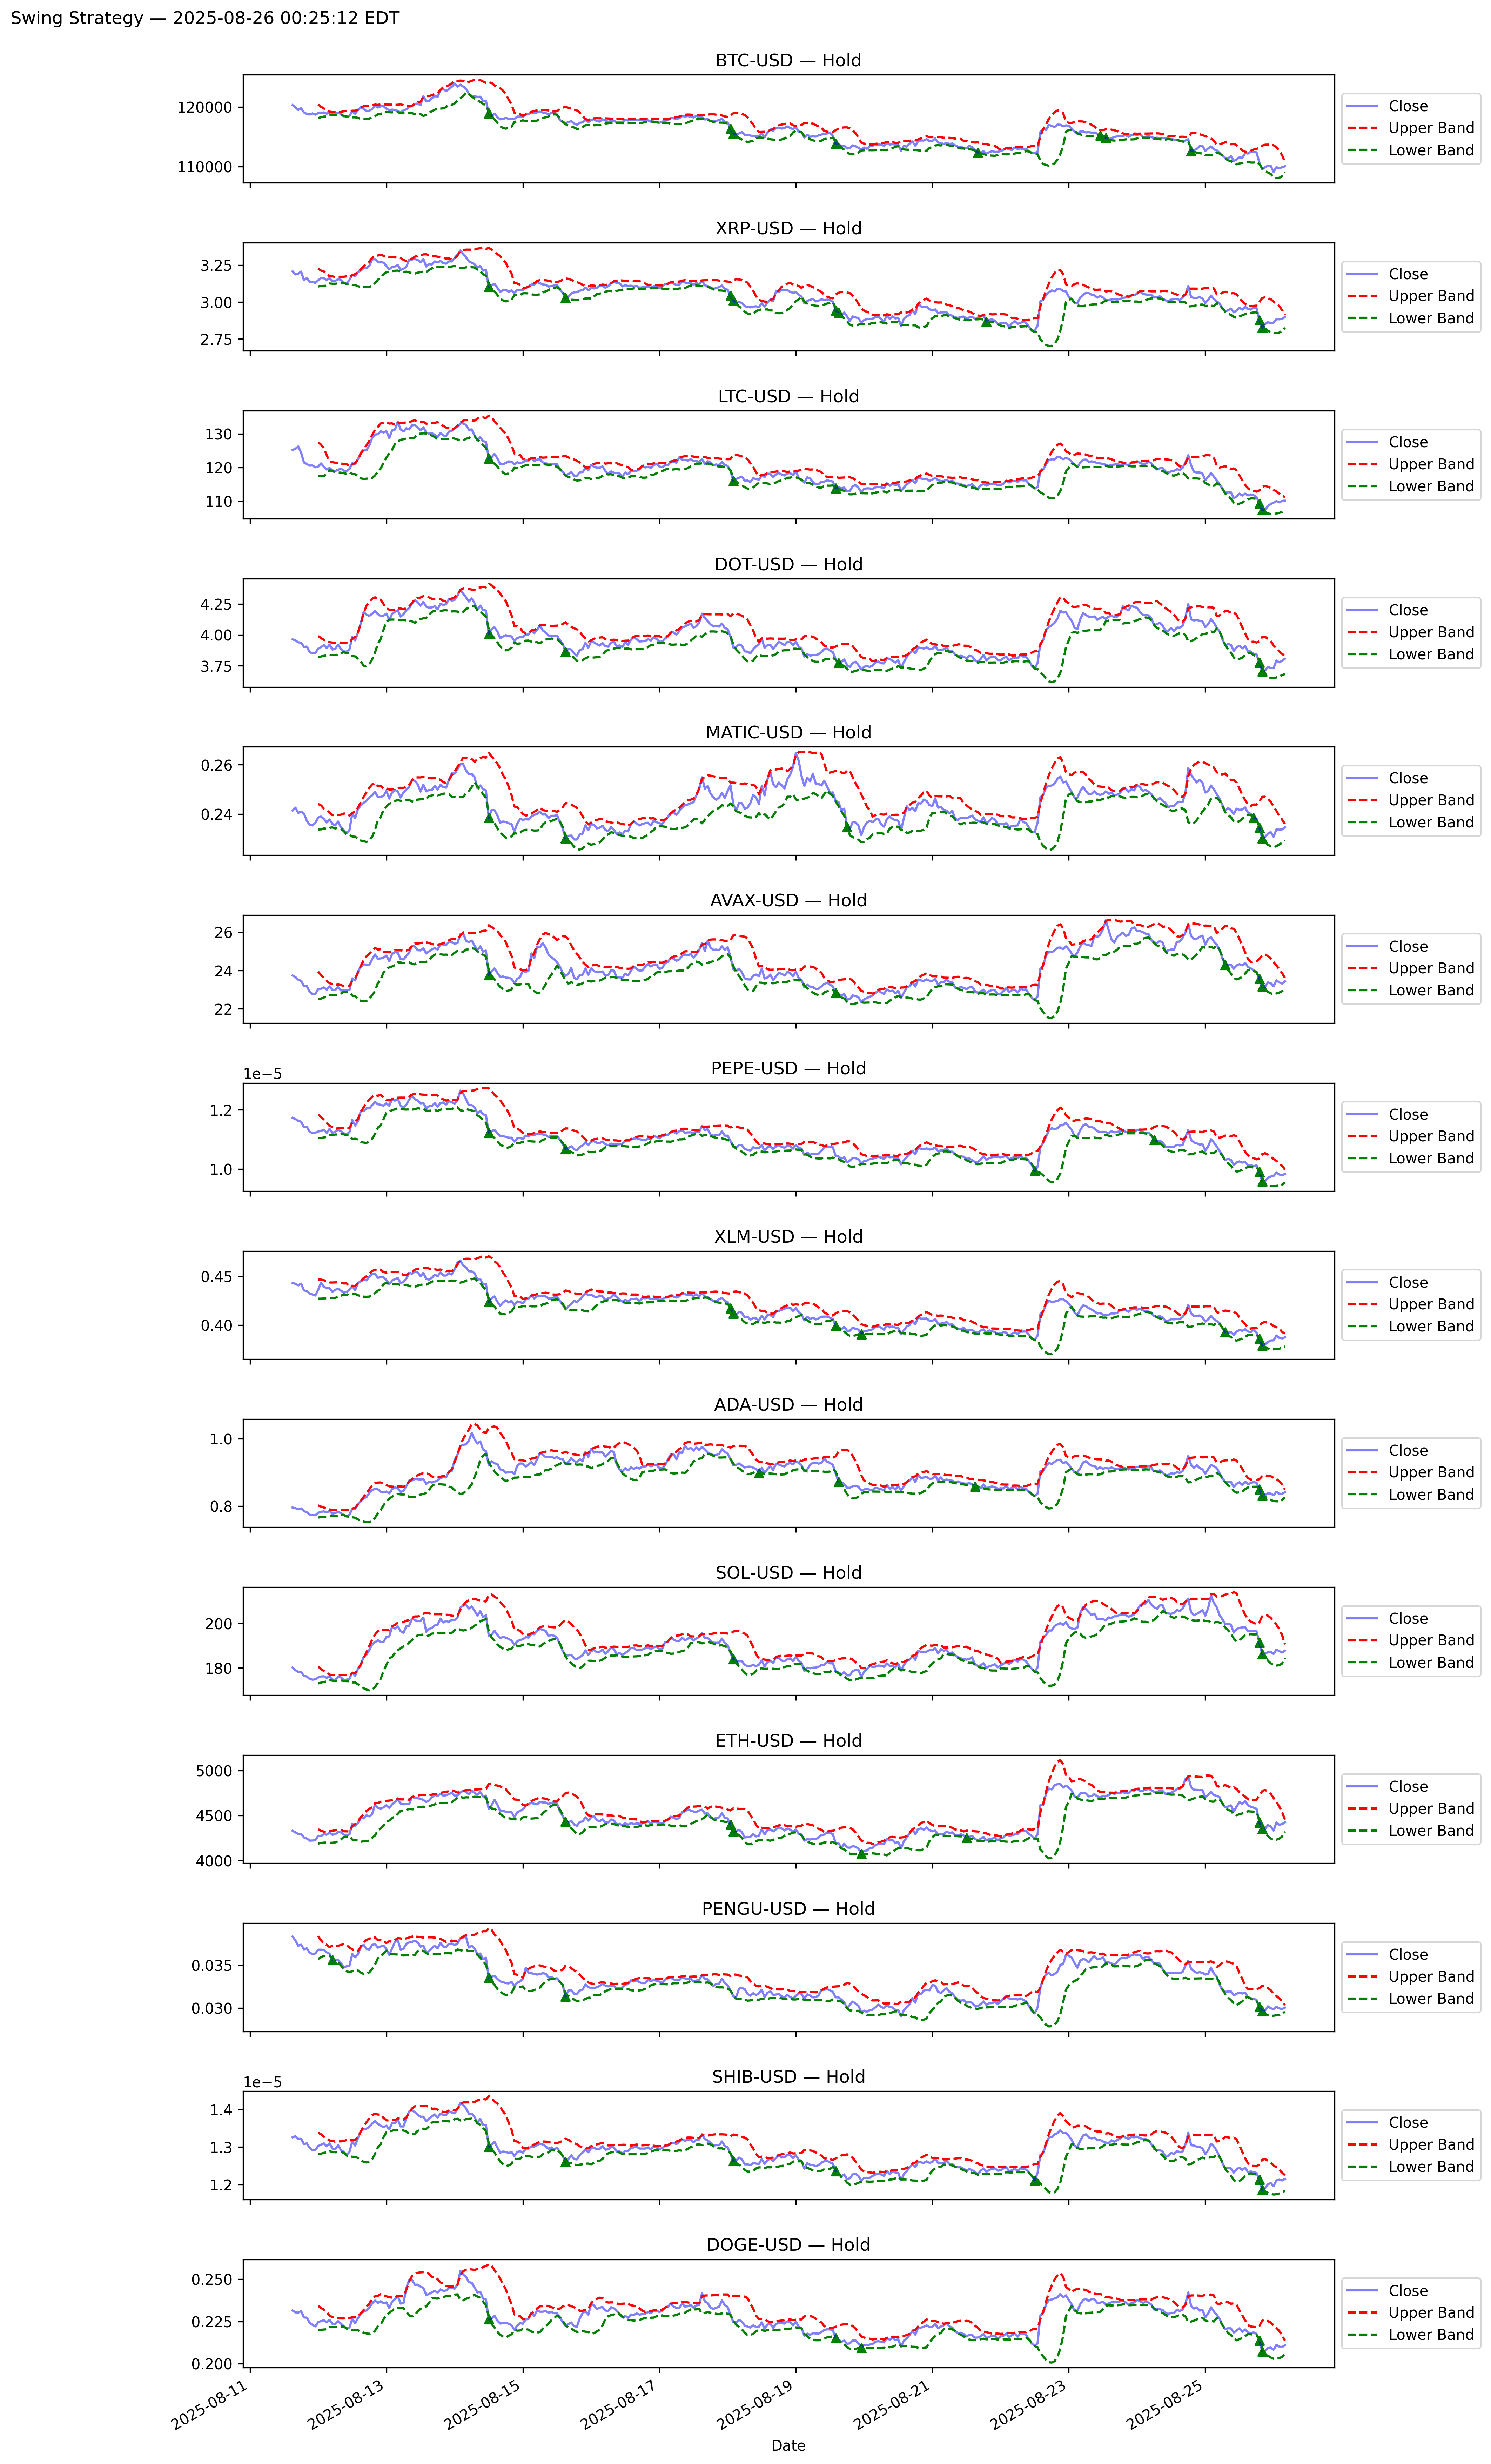 Swing Strategy — 2025-08-26 00:25:12 EDT
BTC-USD — Hold
120000
110000
Close
Upper Band
Lower Band
XRP-USD — Hold
3.25
3.00
2.75
Close
Upper Band
Lower Band
LTC-USD — Hold
130
120
110
Close
Upper Band
Lower Band
DOT-USD — Hold
4.25
4.00
3.75
Close
Upper Band
Lower Band
MATIC-USD — Hold
0.26
0.24
Close
Upper Band
Lower Band
AVAX-USD — Hold
26
24
22
Close
Upper Band
Lower Band
PEPE-USD — Hold
1e−5
1.2
1.0
Close
Upper Band
Lower Band
XLM-USD — Hold
0.45
0.40
Close
Upper Band
Lower Band
ADA-USD — Hold
1.0
0.8
Close
Upper Band
Lower Band
SOL-USD — Hold
200
180
Close
Upper Band
Lower Band
ETH-USD — Hold
5000
4500
4000
Close
Upper Band
Lower Band
PENGU-USD — Hold
0.035
0.030
Close
Upper Band
Lower Band
SHIB-USD — Hold
1e−5
1.4
1.3
1.2
Close
Upper Band
Lower Band
DOGE-USD — Hold
0.250
0.225
0.200
Close
Upper Band
Lower Band
2025-08-11
2025-08-13
2025-08-15
2025-08-17
2025-08-19
2025-08-21
2025-08-23
2025-08-25
Date